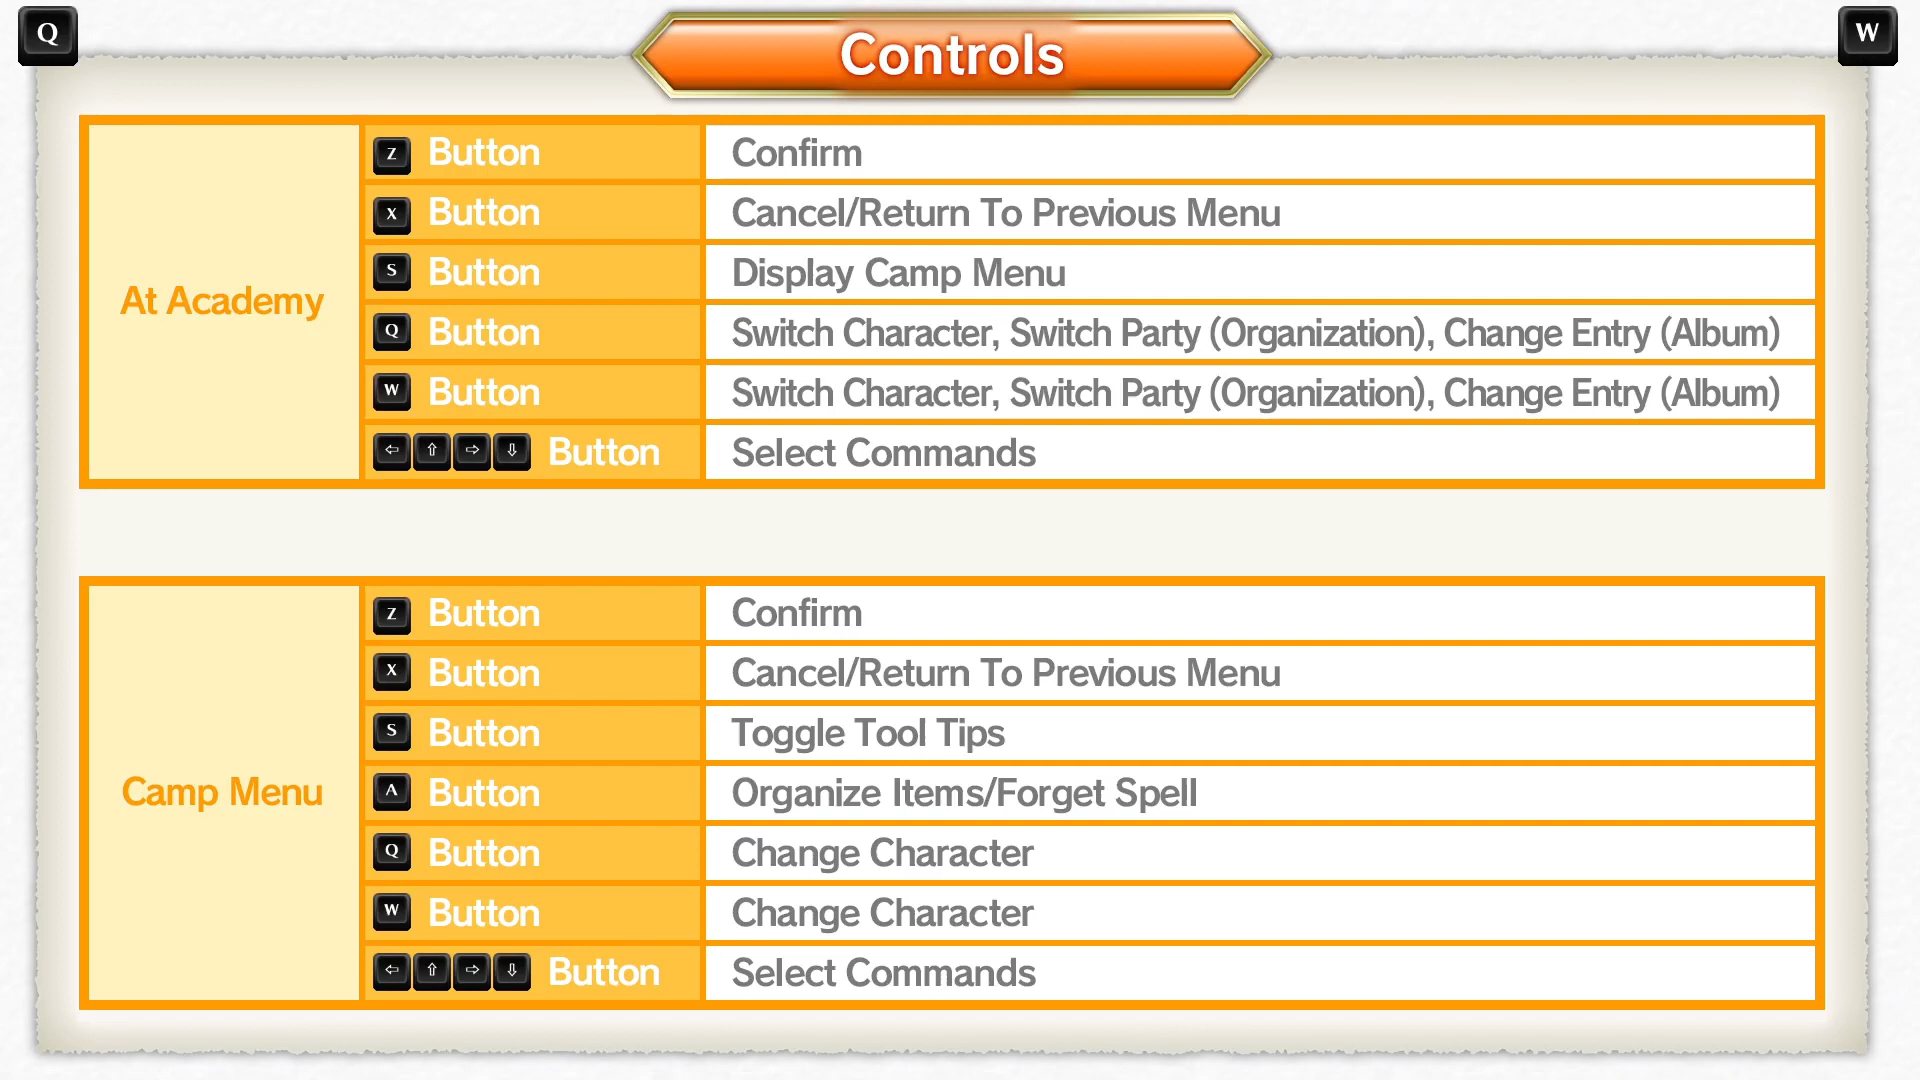 Q
Controls
W
At Academy
Z Button Confirm
X Button Cancel/Return To Previous Menu
S Button Display Camp Menu
Q Button Switch Character, Switch Party (Organization), Change Entry (Album)
W Button Switch Character, Switch Party (Organization), Change Entry (Album)
⇦ ⇧ ⇨ ⇩ Button Select Commands
Camp Menu
Z Button Confirm
X Button Cancel/Return To Previous Menu
S Button Toggle Tool Tips
A Button Organize Items/Forget Spell
Q Button Change Character
W Button Change Character
⇦ ⇧ ⇨ ⇩ Button Select Commands